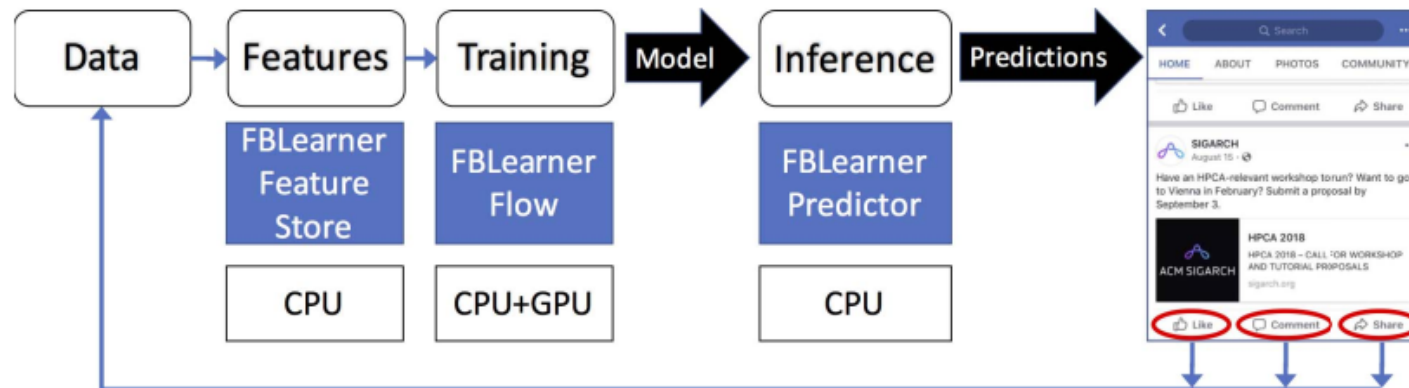 Data
Features
Training
Model
Inference
Predictions
FBLearner
Feature
Store
FBLearner
Flow
FBLearner
Predictor
CPU
CPU+GPU
CPU
Search
HOME ABOUT PHOTOS COMMUNITY
Like Comment Share
SIGARCH
August 16
Have an HPCA-relevant workshop to run? Want to go
to Vienna in February? Submit a proposal by
September 3.
ACM SIGARCH
HPCA 2018
HPCA 2018 – CALL FOR WORKSHOP
AND TUTORIAL PROPOSALS
sigarch.org
Like Comment Share